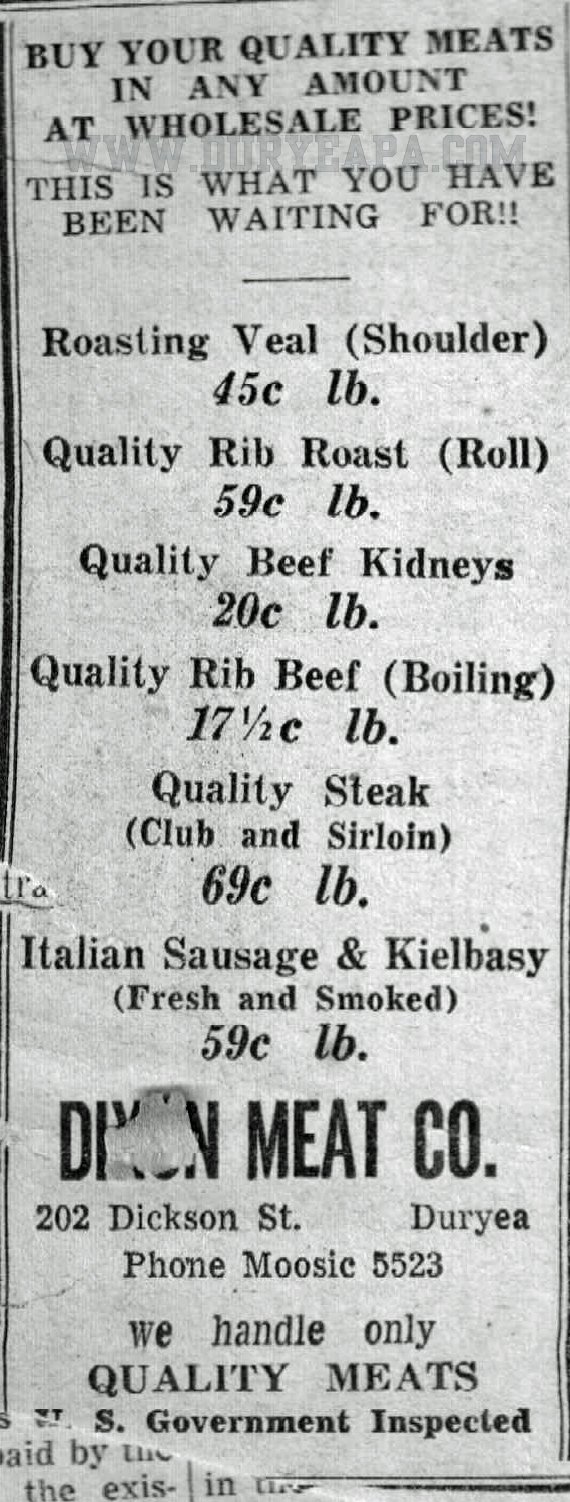 BUY YOUR QUALITY MEATS
IN ANY AMOUNT
AT WHOLESALE PRICES!
WWW.DURYEAPA.COM
THIS IS WHAT YOU HAVE
BEEN WAITING FOR!!
Roasting Veal (Shoulder)
45c lb.
Quality Rib Roast (Roll)
59c lb.
Quality Beef Kidneys
20c lb.
Quality Rib Beef (Boiling)
17½c lb.
Quality Steak
(Club and Sirloin)
69c lb.
Italian Sausage & Kielbasy
(Fresh and Smoked)
59c lb.
MEAT CO.
202 Dickson St. Duryea
Phone Moosic 5523
we handle only
QUALITY MEATS
U. S. Government Inspected
paid by the
the exis- in